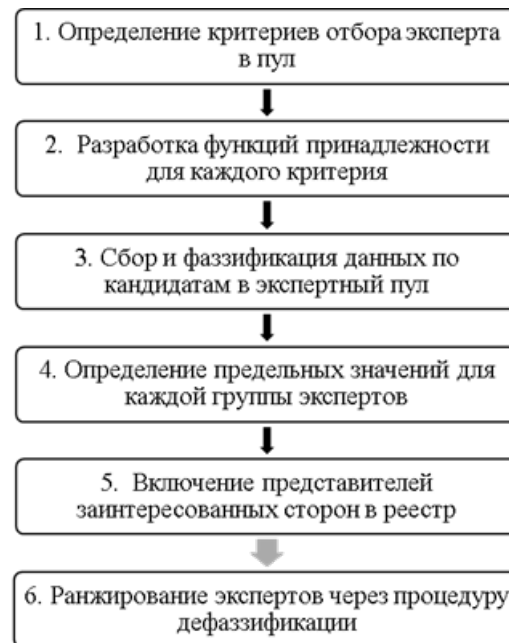 1. Определение критериев отбора эксперта
в пул
2. Разработка функций принадлежности
для каждого критерия
3. Сбор и фаззификация данных по
кандидатам в экспертный пул
4. Определение предельных значений для
каждой группы экспертов
5. Включение представителей
заинтересованных сторон в реестр
6. Ранжирование экспертов через процедуру
дефаззификации